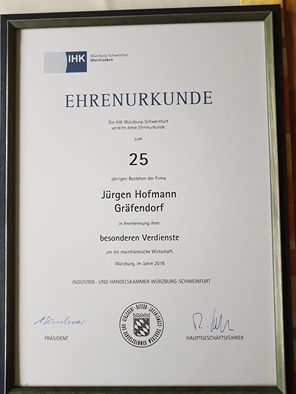 IHK
Würzburg-Schweinfurt
Mainfranken
EHRENURKUNDE
Die IHK Würzburg-Schweinfurt
verleiht diese Ehrenurkunde
zum
25
jährigen Bestehen der Firma
Jürgen Hofmann
Gräfendorf
in Anerkennung ihrer
besonderen Verdienste
um die mainfränkische Wirtschaft.
Würzburg, im Jahre 2016
INDUSTRIE- UND HANDELSKAMMER WÜRZBURG-SCHWEINFURT
PRÄSIDENT
HAUPTGESCHÄFTSFÜHRER